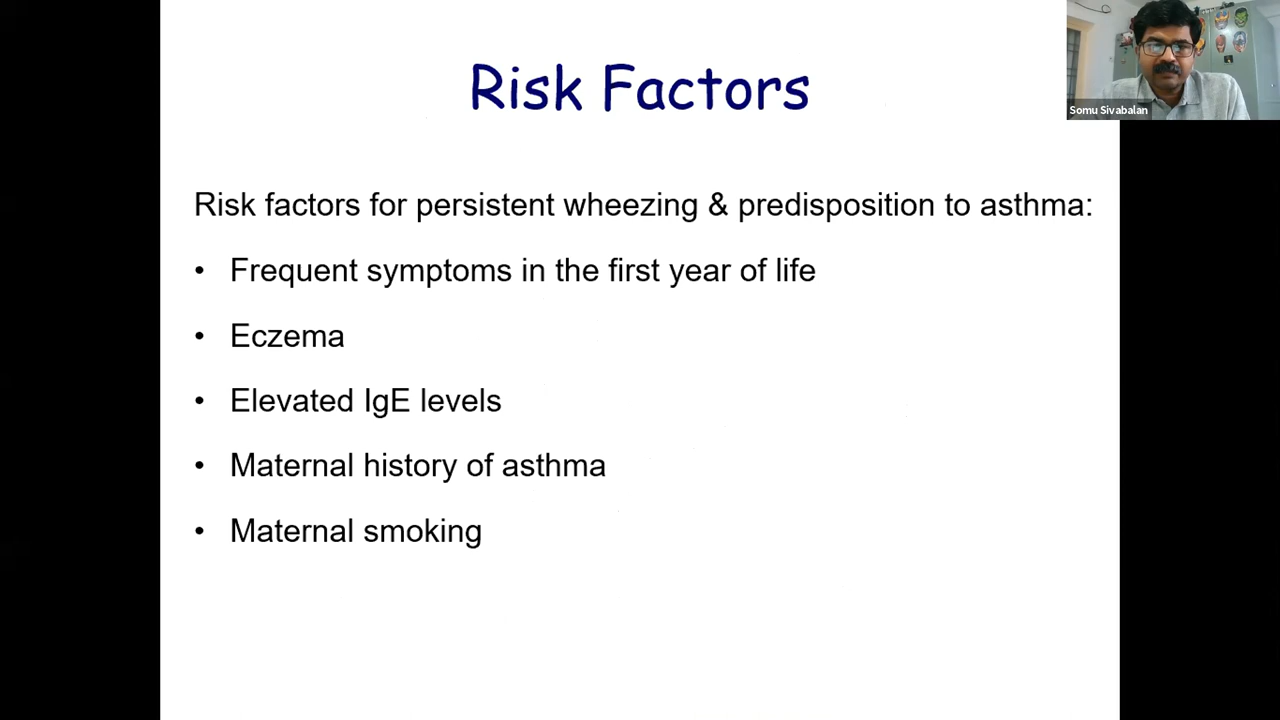 Risk Factors
Somu Sivabalan
Risk factors for persistent wheezing & predisposition to asthma:
• Frequent symptoms in the first year of life
• Eczema
• Elevated IgE levels
• Maternal history of asthma
• Maternal smoking